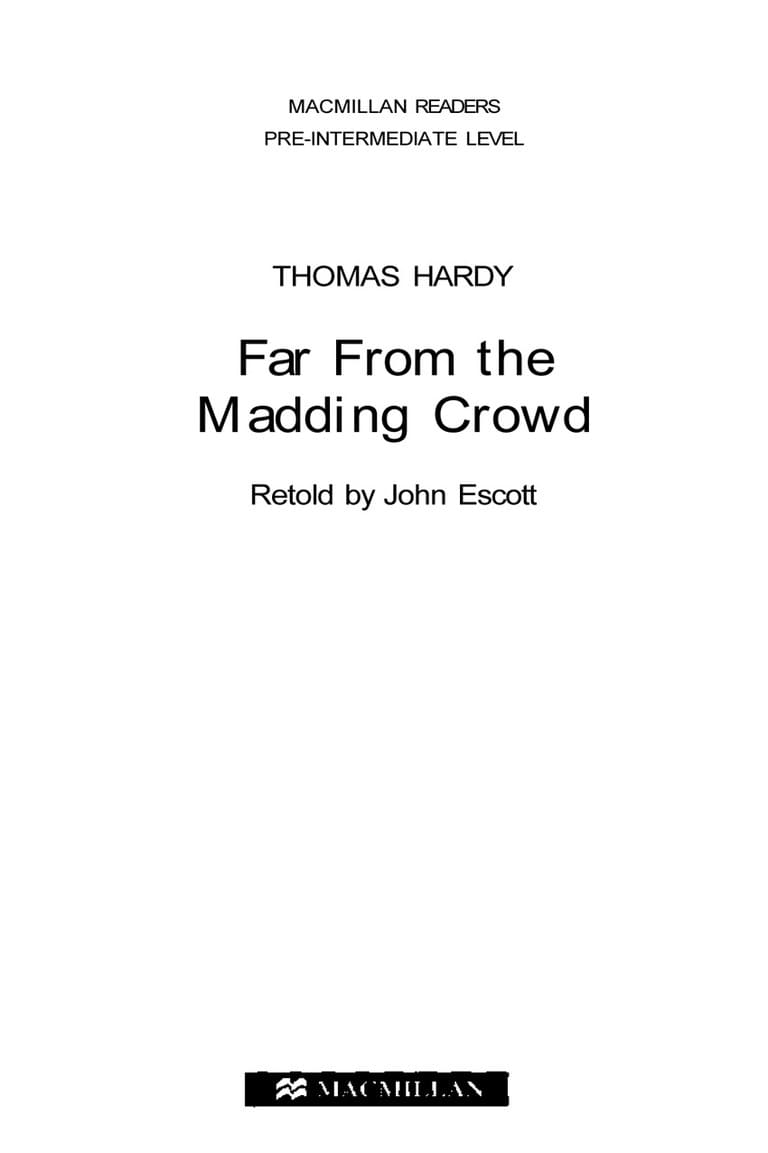 MACMILLAN READERS
PRE-INTERMEDIATE LEVEL
THOMAS HARDY
Far From the
Madding Crowd
Retold by John Escott
MACMILLAN